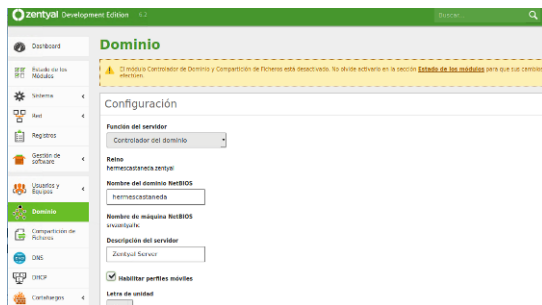 zentyal Development Edition 6.2
Buscar...
Dashboard
Estado de los
Módulos
Sistema
Red
Registros
Gestión de
software
Usuarios y
Equipos
Dominio
Compartición de
Ficheros
DNS
DHCP
Cortafuegos
Dominio
El módulo Controlador de Dominio y Compartición de Ficheros está desactivado. No olvide activarlo en la sección Estado de los módulos para que sus cambios
efectúen.
Configuración
Función del servidor
Controlador del dominio
Reino
hermescastaneda.zentyal
Nombre del dominio NetBIOS
hermescastaneda
Nombre de máquina NetBIOS
srvzentyalhc
Descripción del servidor
Zentyal Server
Habilitar perfiles móviles
Letra de unidad